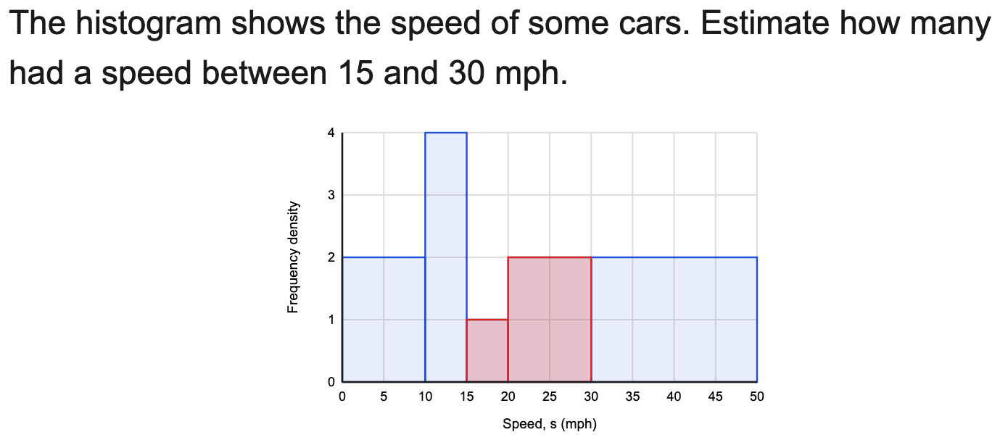 The histogram shows the speed of some cars. Estimate how many
had a speed between 15 and 30 mph.
4
3
2
1
0
Frequency density
0 5 10 15 20 25 30 35 40 45 50
Speed, s (mph)